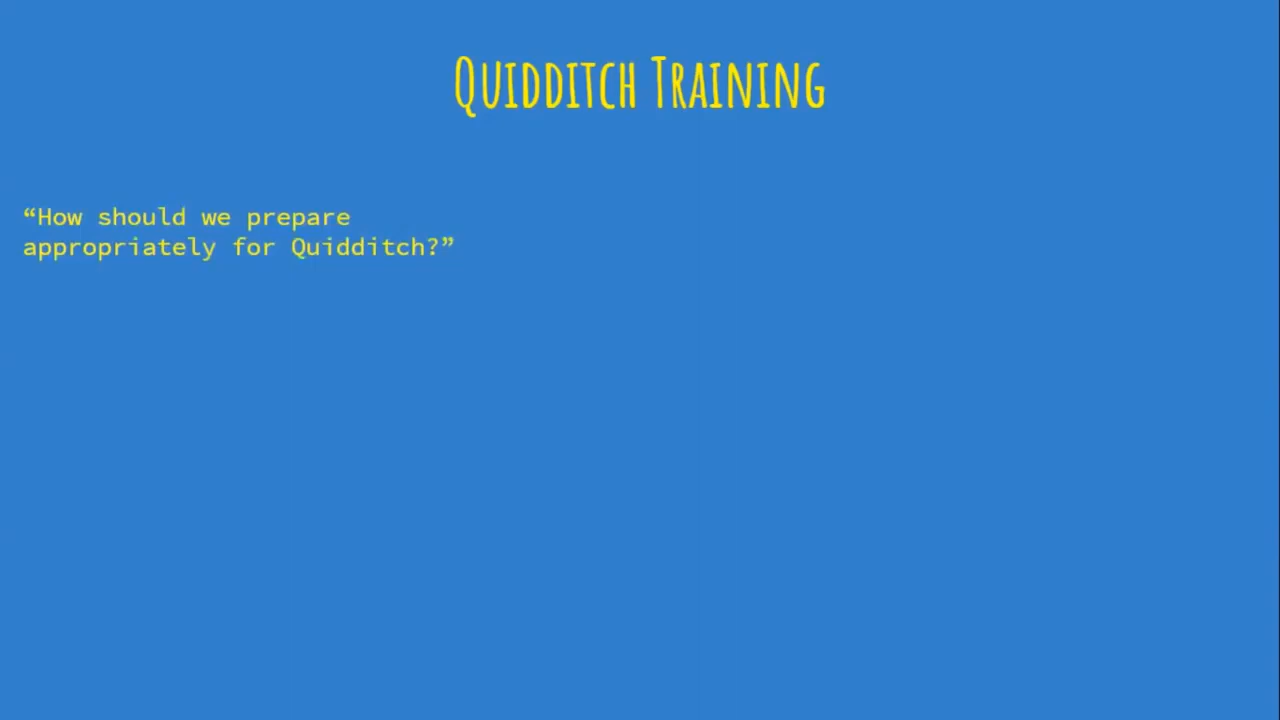 Quidditch Training
“How should we prepare
appropriately for Quidditch?”